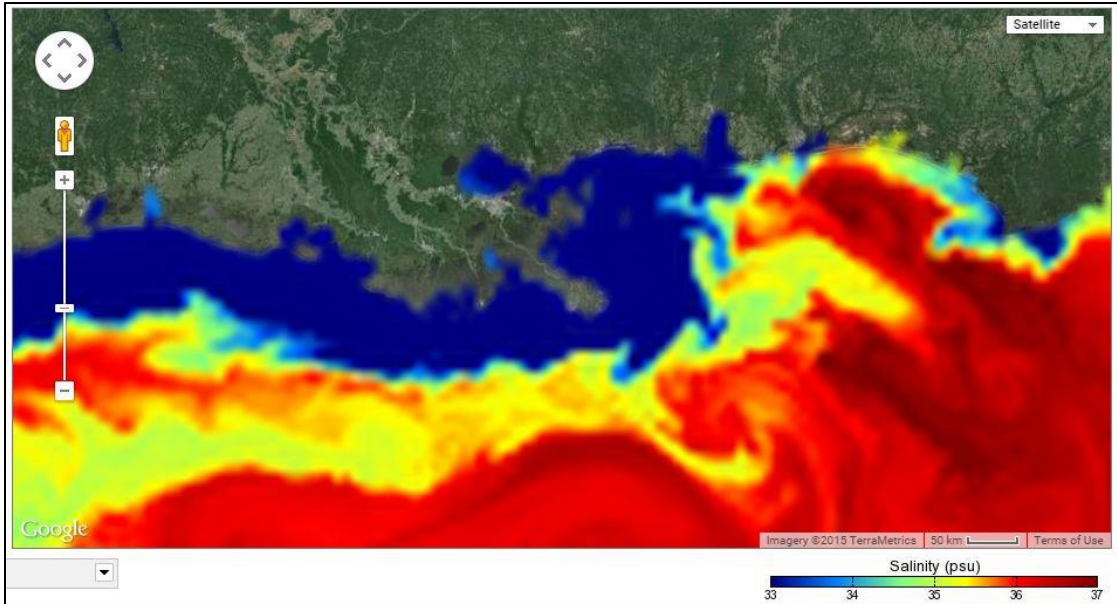 Satellite
+
−
Google
Imagery ©2015 TerraMetrics
50 km
Terms of Use
Salinity (psu)
33 34 35 36 37